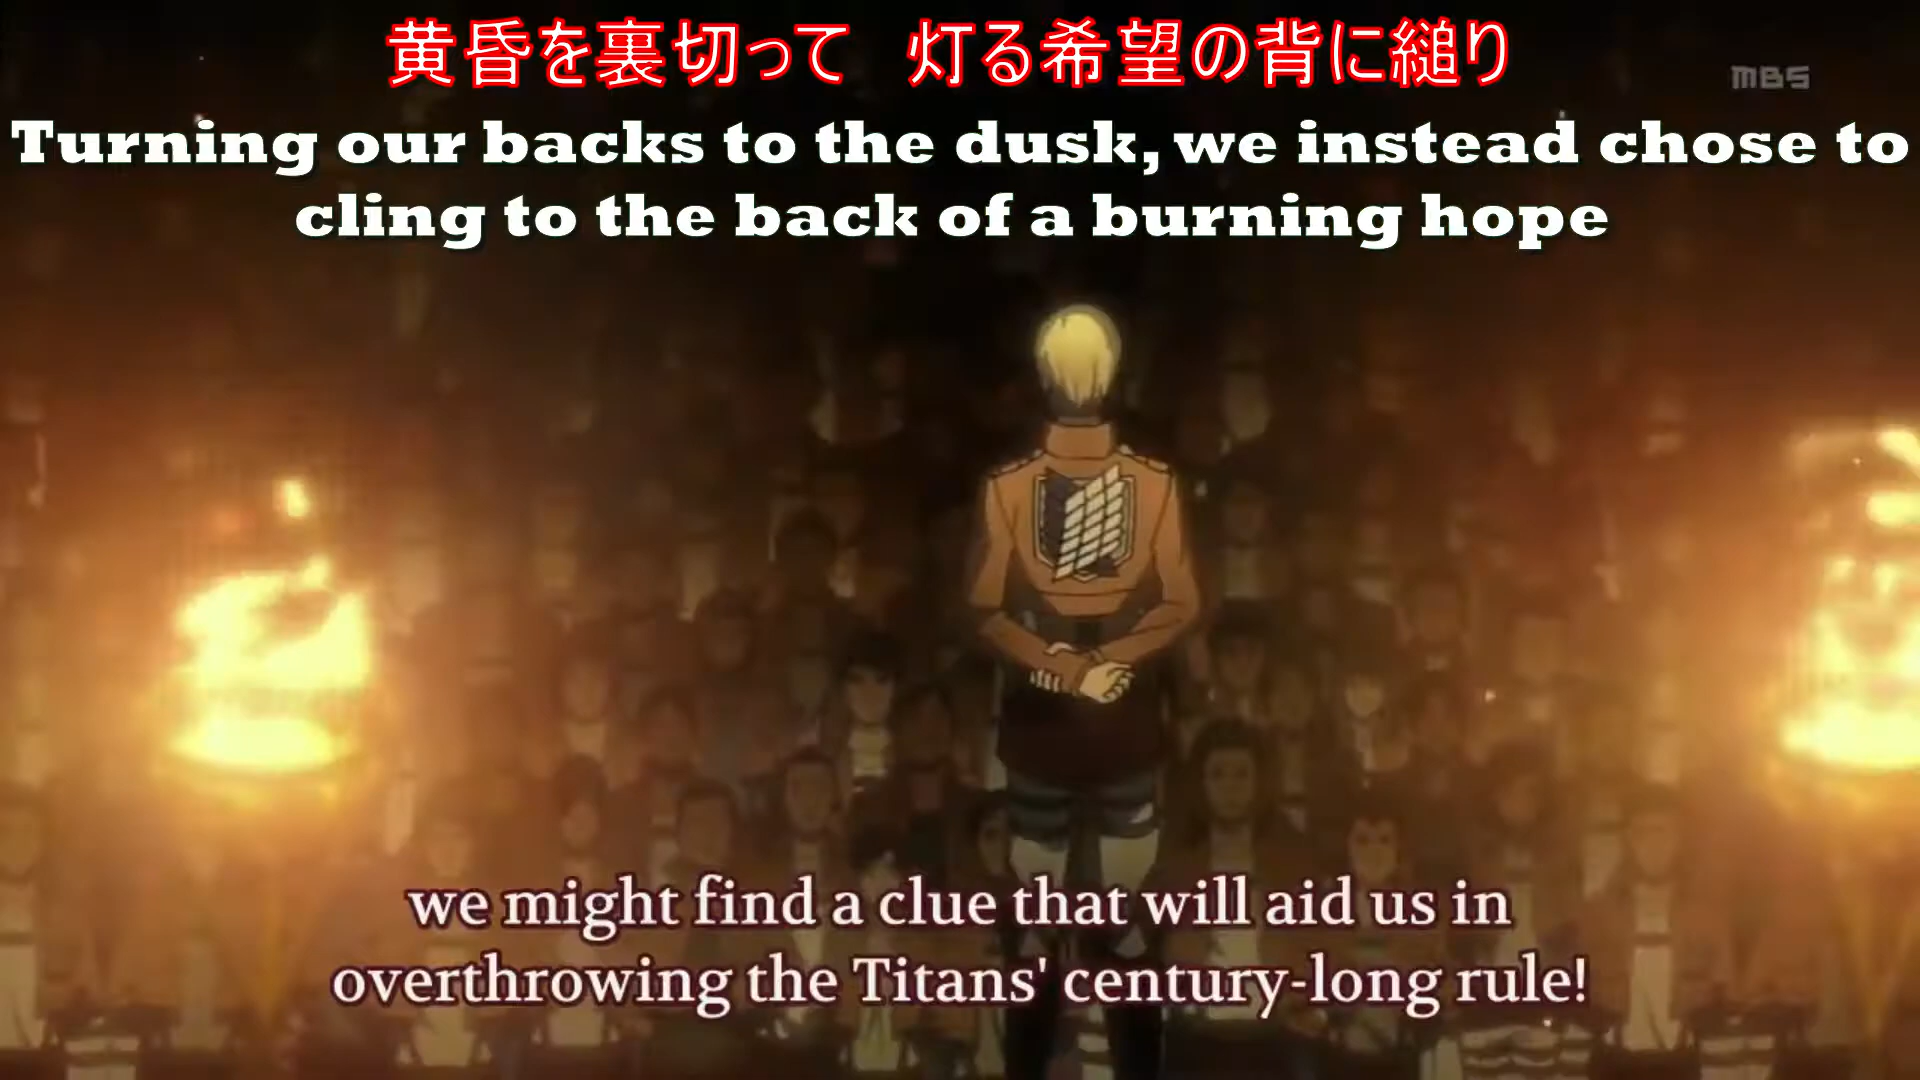 黄昏を裏切って　灯る希望の背に縋り
MBS
Turning our backs to the dusk, we instead chose to
cling to the back of a burning hope
we might find a clue that will aid us in
overthrowing the Titans' century-long rule!